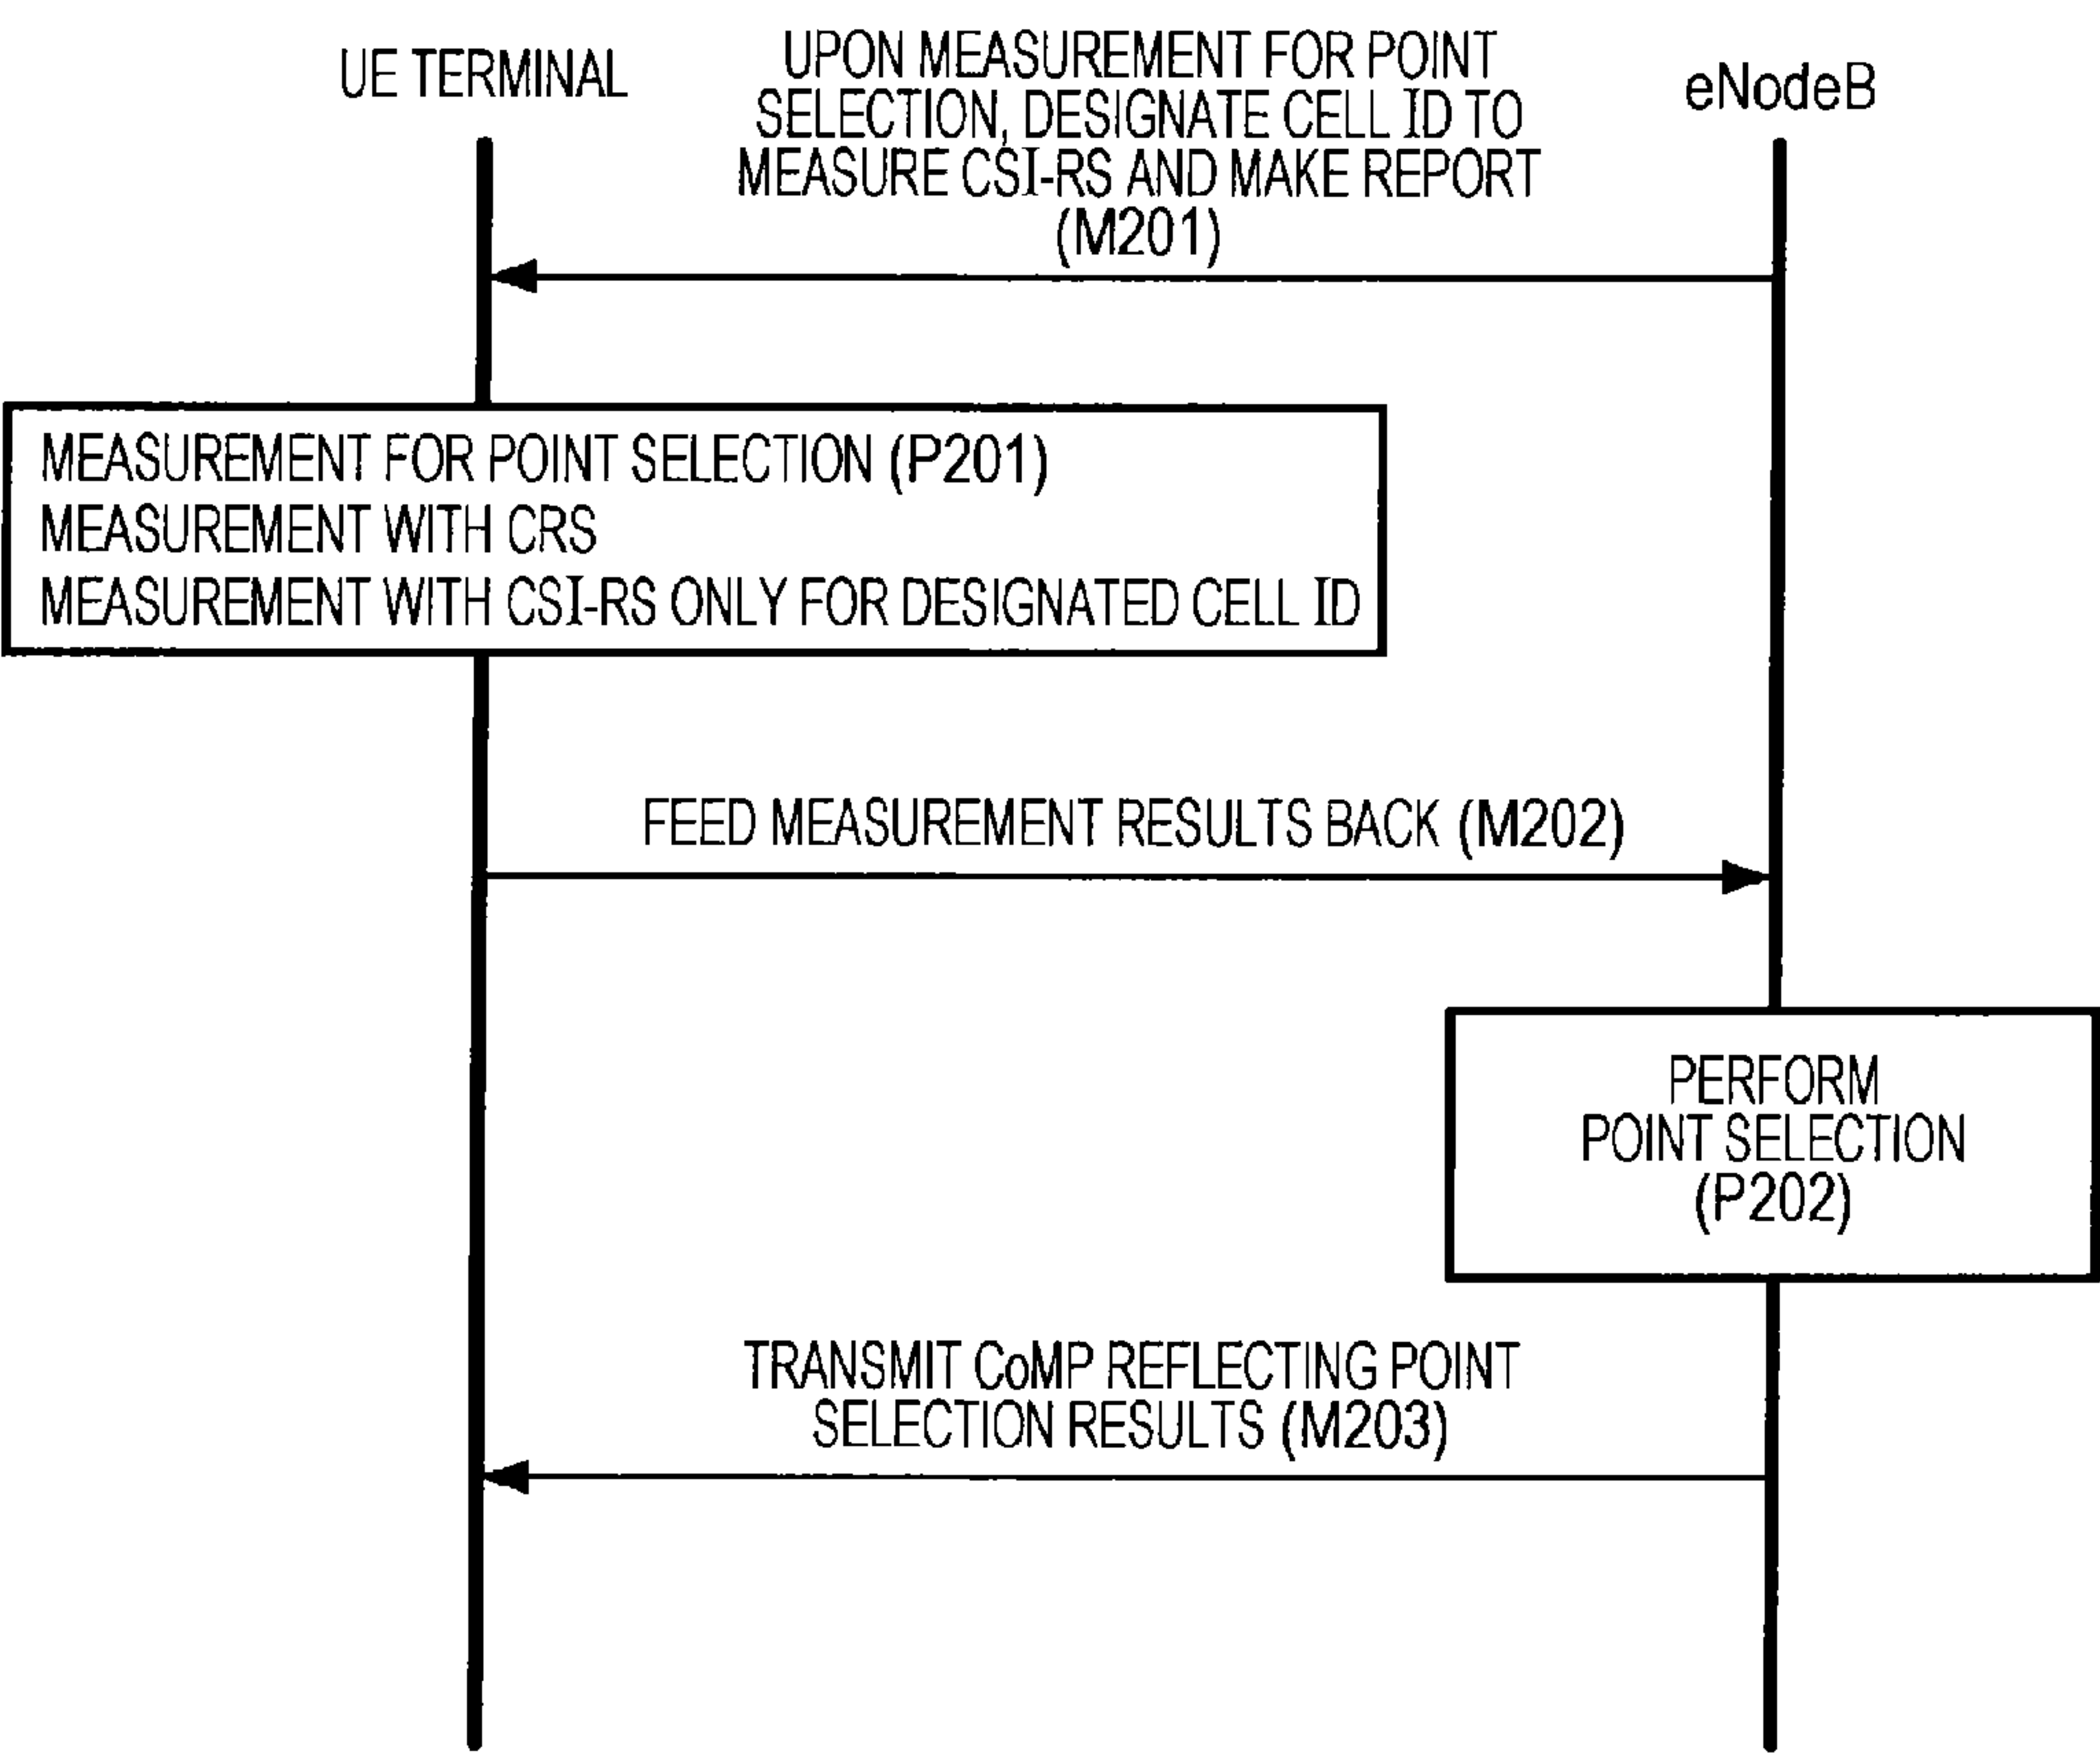 UE TERMINAL
UPON MEASUREMENT FOR POINT
SELECTION, DESIGNATE CELL ID TO
MEASURE CSI-RS AND MAKE REPORT
(M201)
eNodeB
MEASUREMENT FOR POINT SELECTION (P201)
MEASUREMENT WITH CRS
MEASUREMENT WITH CSI-RS ONLY FOR DESIGNATED CELL ID
FEED MEASUREMENT RESULTS BACK (M202)
PERFORM
POINT SELECTION
(P202)
TRANSMIT CoMP REFLECTING POINT
SELECTION RESULTS (M203)